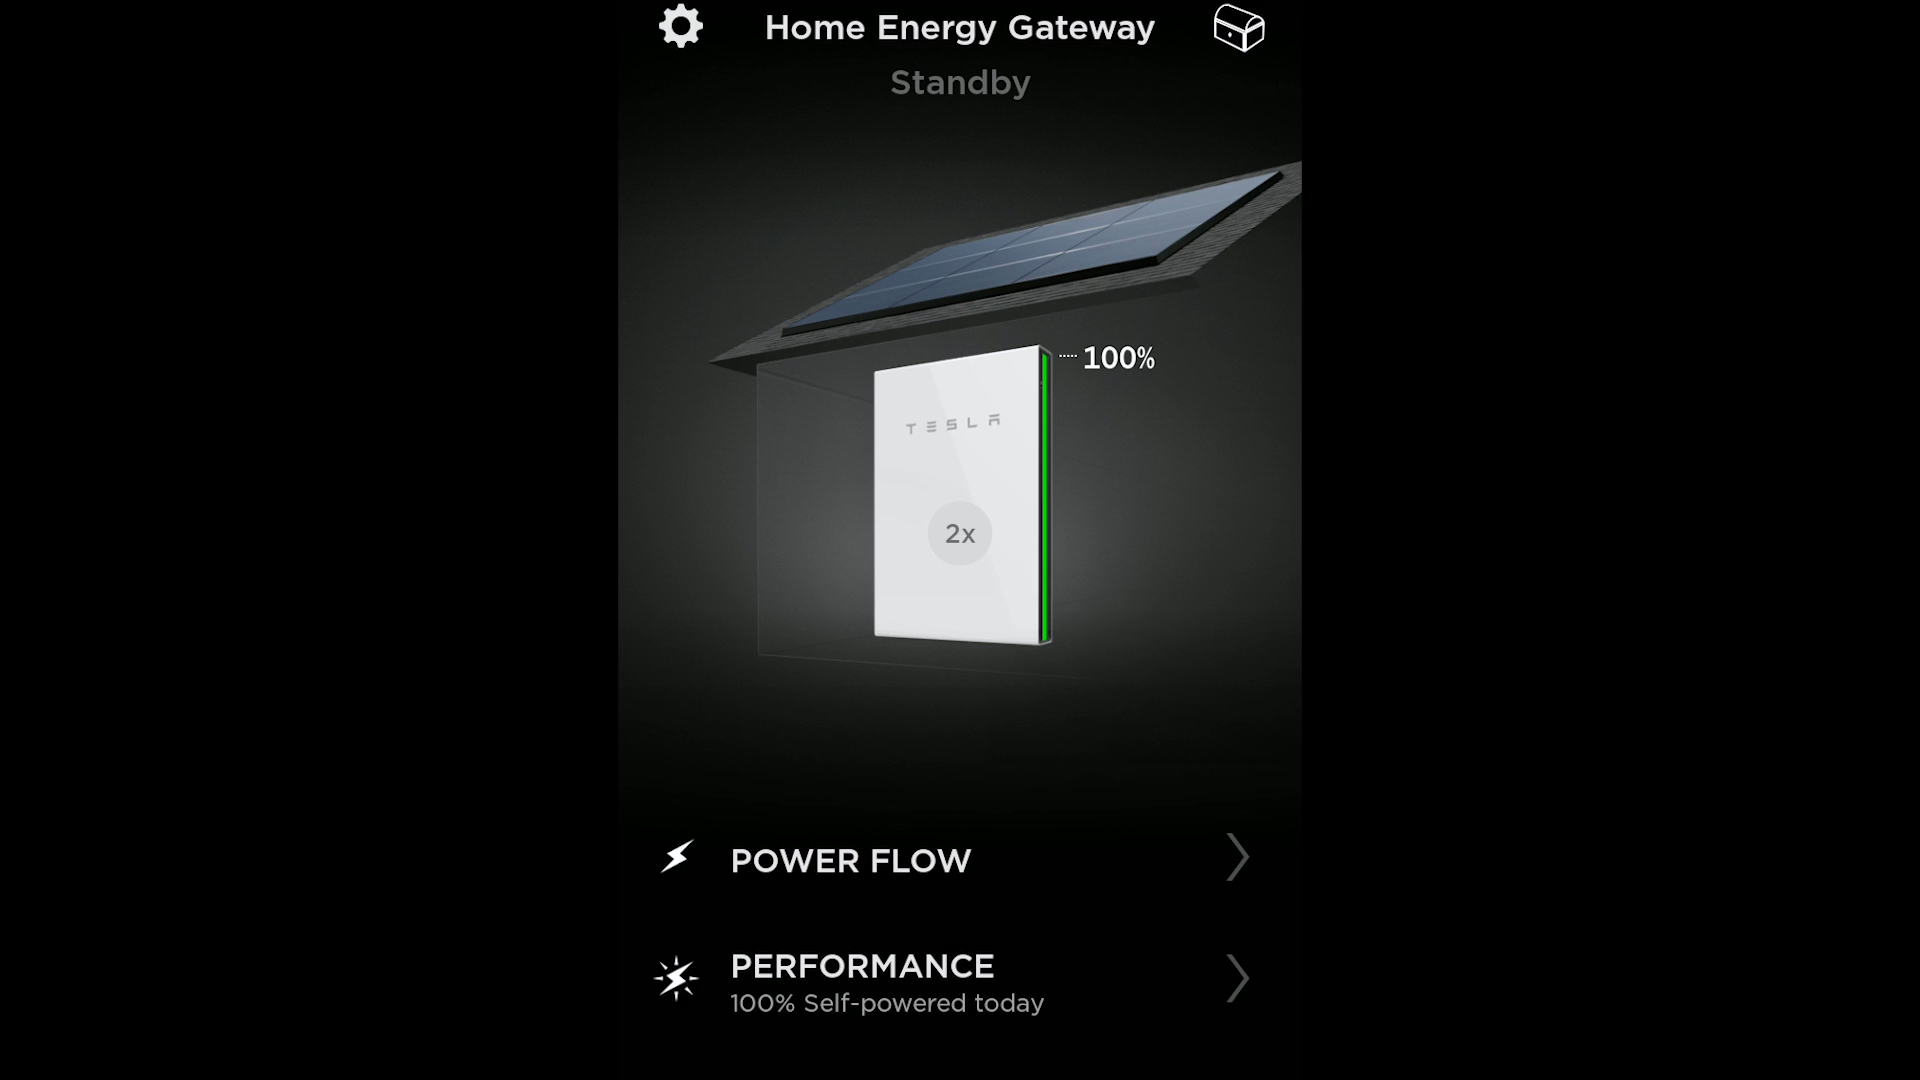 Home Energy Gateway
Standby
100%
TESLA
2x
POWER FLOW
PERFORMANCE
100% Self-powered today